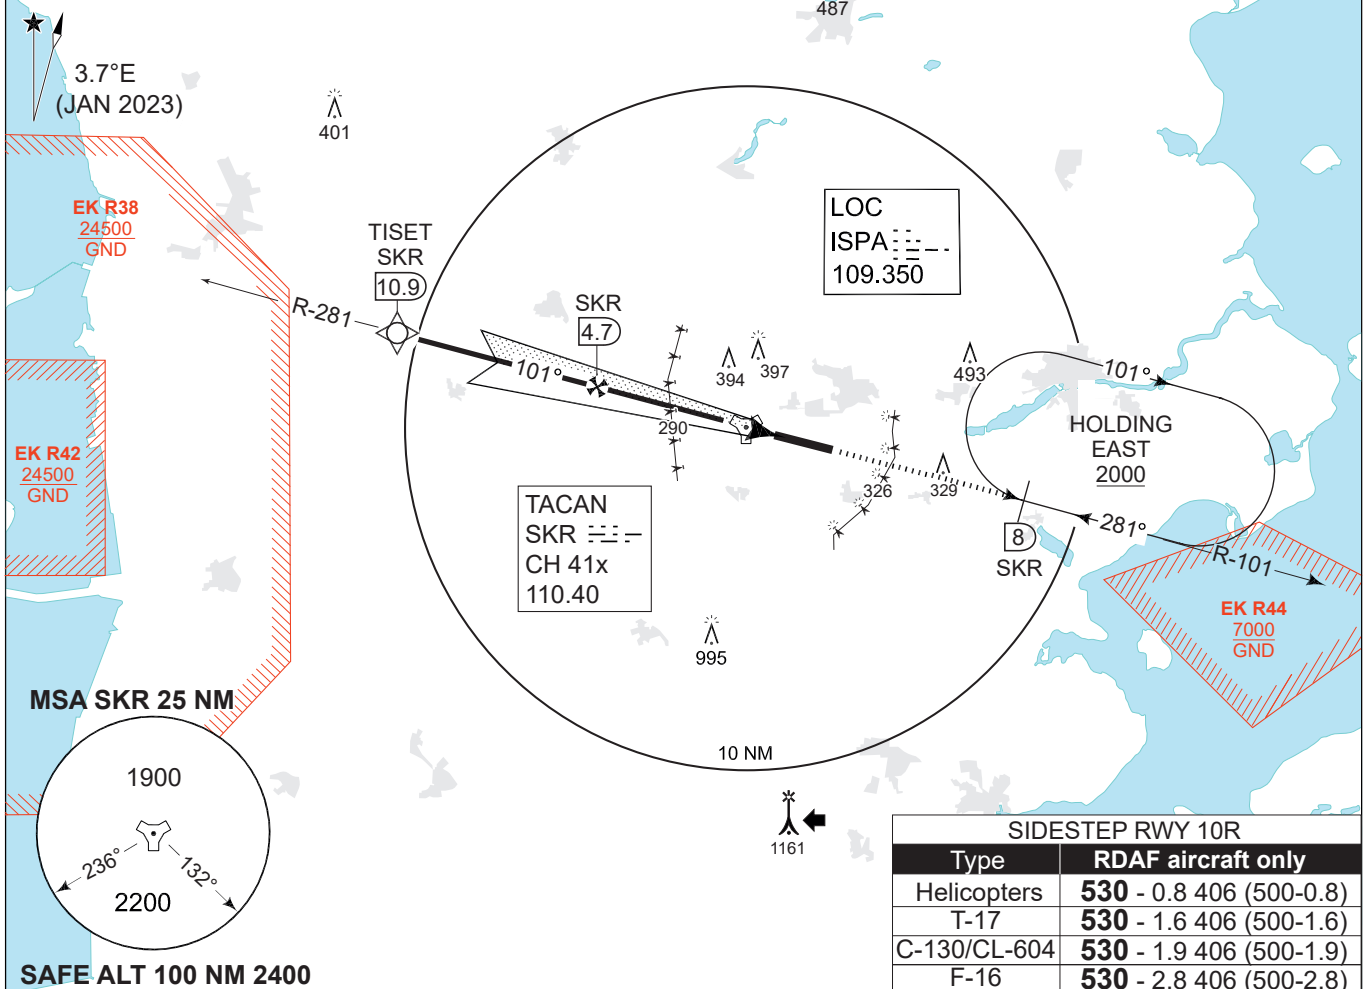 487
3.7°E
(JAN 2023)
401
EK R38
24500
GND
TISET
SKR
10.9
R-281
LOC
ISPA
109.350
SKR
4.7
101°
394
397
493
101°
290
HOLDING
EAST
2000
EK R42
24500
GND
326
329
TACAN
SKR
CH 41x
110.40
8
SKR
281°
R-101
EK R44
7000
GND
995
MSA SKR 25 NM
1900
236°
132°
2200
10 NM
1161
SAFE ALT 100 NM 2400
SIDESTEP RWY 10R
Type RDAF aircraft only
Helicopters 530 - 0.8 406 (500-0.8)
T-17 530 - 1.6 406 (500-1.6)
C-130/CL-604 530 - 1.9 406 (500-1.9)
F-16 530 - 2.8 406 (500-2.8)